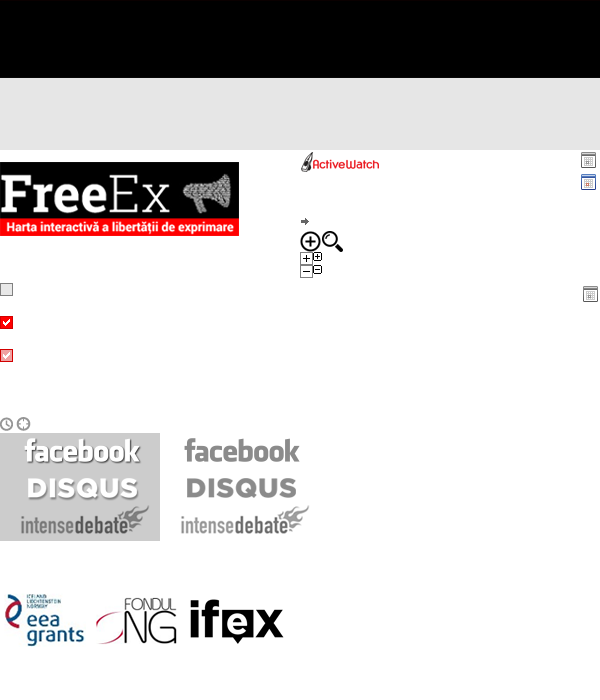 ActiveWatch
FreeEx
Harta interactivă a libertății de exprimare
facebook
facebook
DISQUS
DISQUS
intensedebate
intensedebate
ICELAND
LIECHTENSTEIN
NORWAY
eea
grants
FONDUL
ONG
ifex